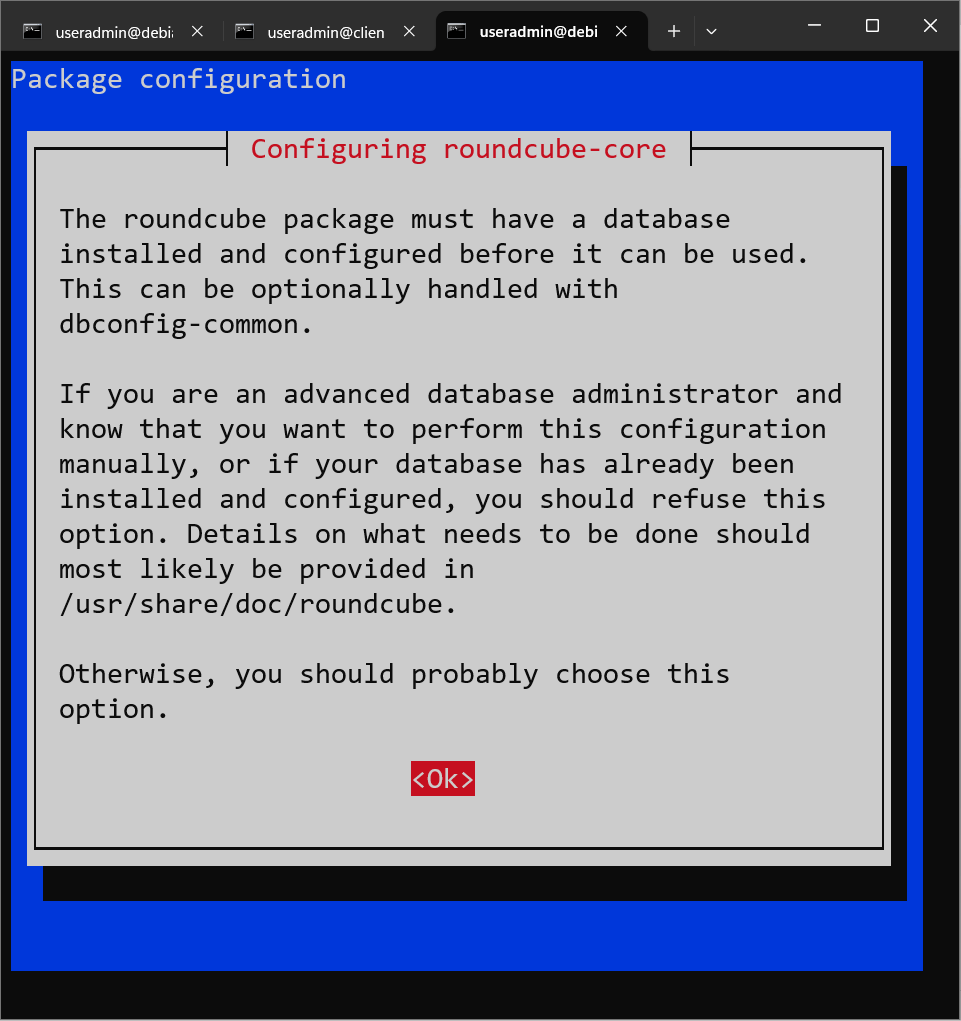 useradmin@debi
useradmin@clien
useradmin@debi
Package configuration
Configuring roundcube-core
The roundcube package must have a database
installed and configured before it can be used.
This can be optionally handled with
dbconfig-common.
If you are an advanced database administrator and
know that you want to perform this configuration
manually, or if your database has already been
installed and configured, you should refuse this
option. Details on what needs to be done should
most likely be provided in
/usr/share/doc/roundcube.
Otherwise, you should probably choose this
option.
<Ok>